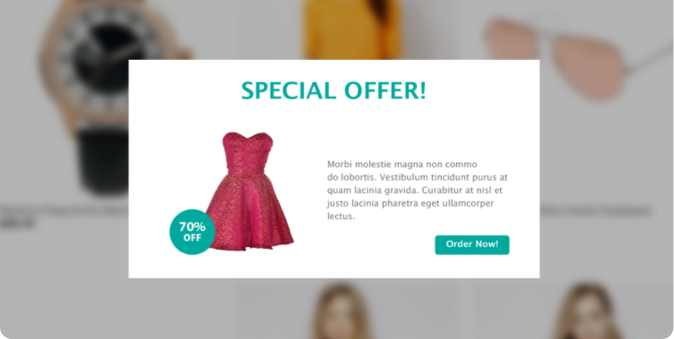 SPECIAL OFFER!
Morbi molestie magna non commo
do lobortis. Vestibulum tincidunt purus at
quam lacinia gravida. Curabitur at nisl et
justo lacinia pharetra eget ullamcorper
lectus.
70%
OFF
Order Now!